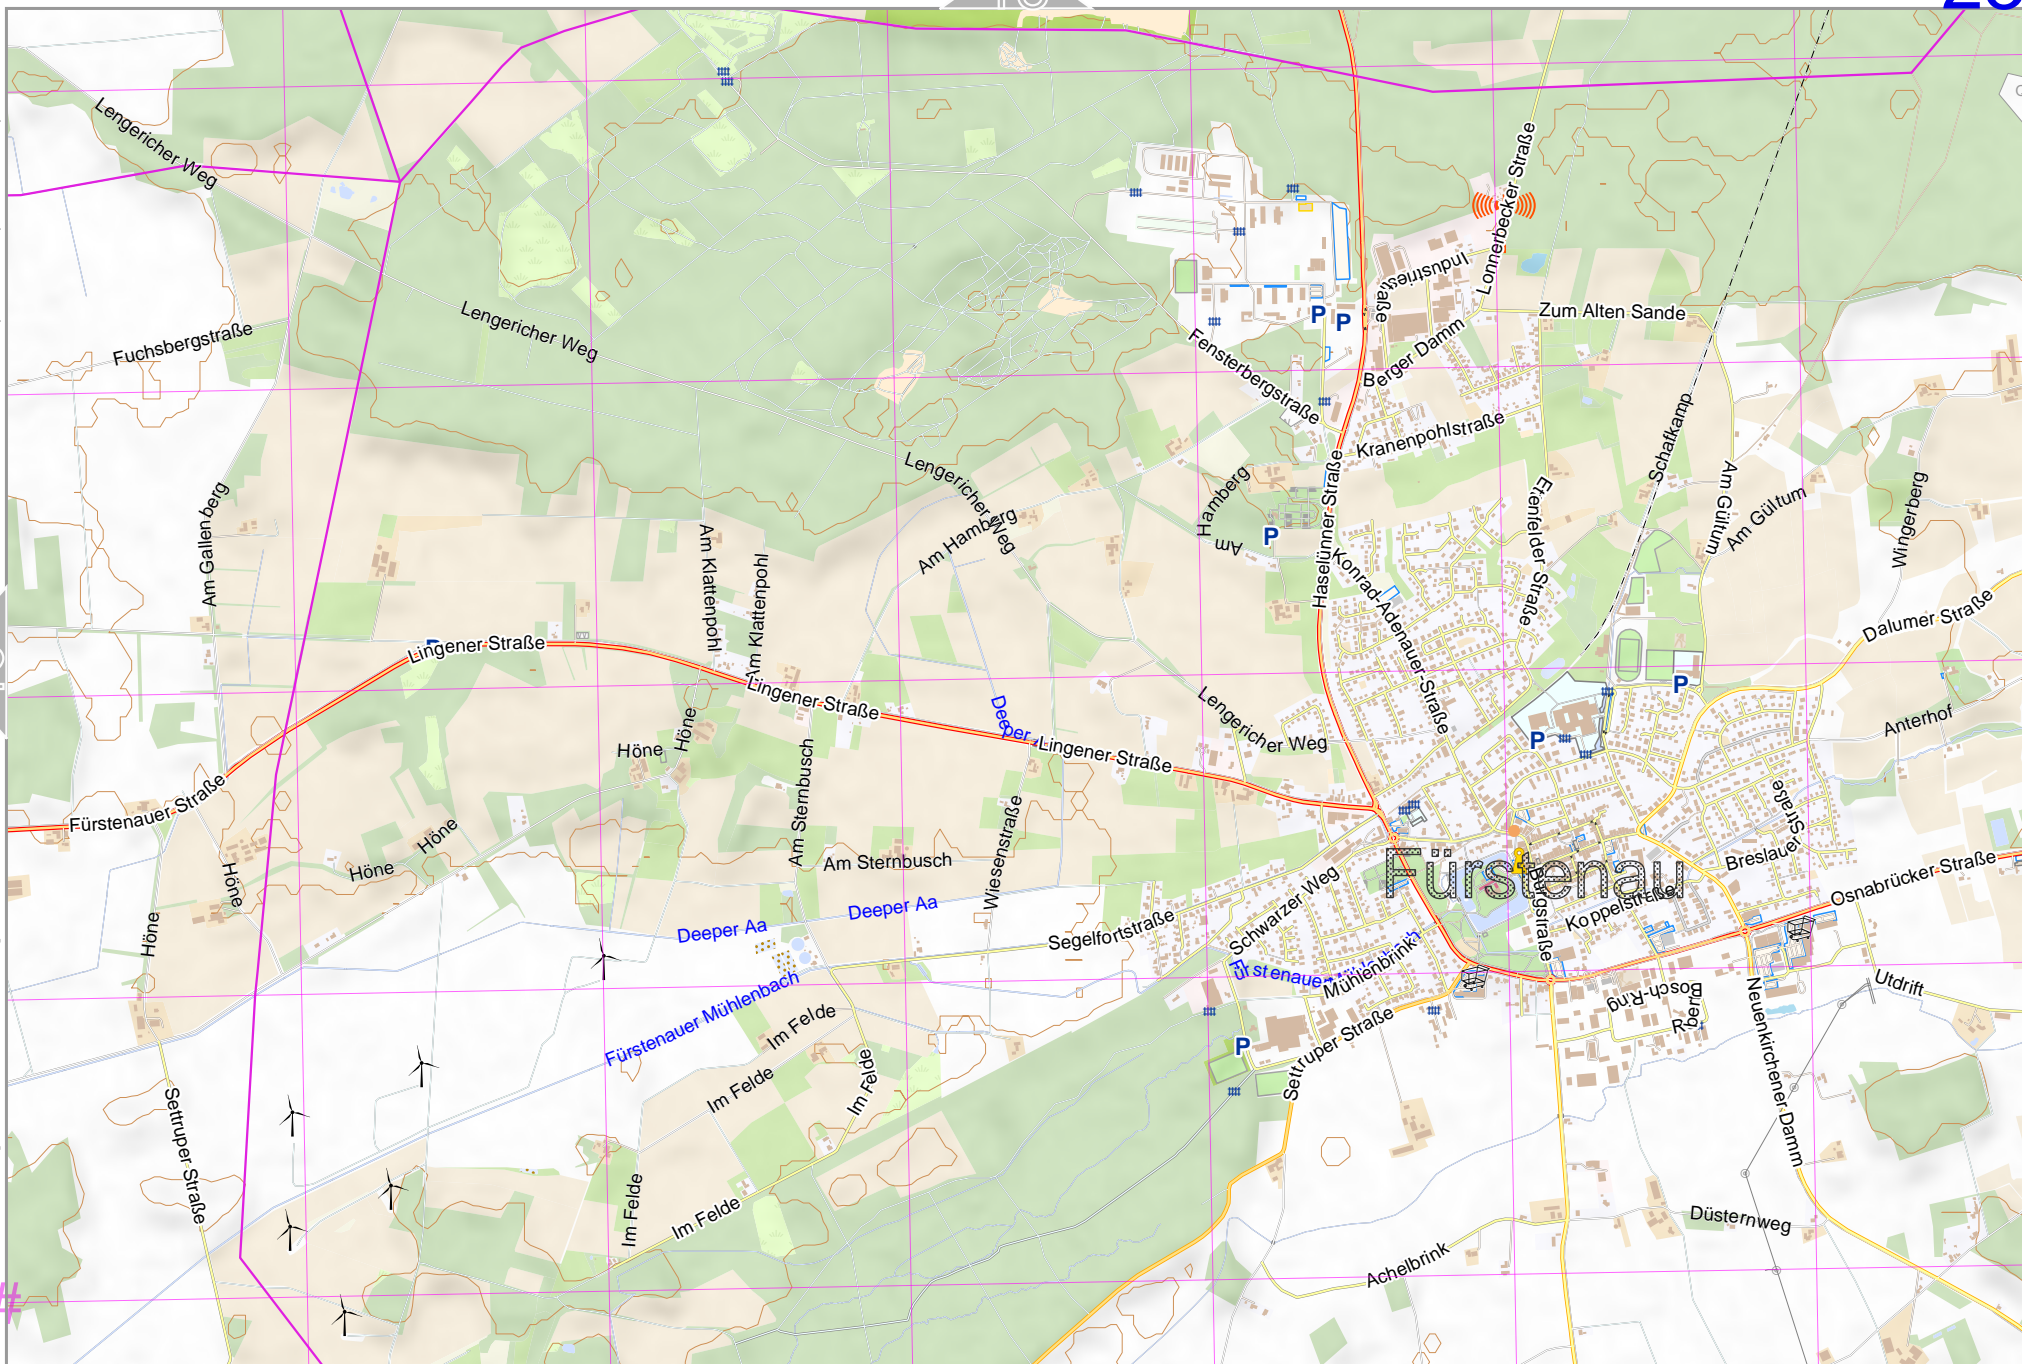 Lengericher Weg
Lonnerbecker Straße
Industriestraße
Zum Alten Sande
Fuchsbergstraße
Lengericher Weg
P
P
Fensterbergstraße
Berger Damm
Kranenpohlstraße
Schafkamp
Am Gallenberg
Lengericher Weg
Am Hamberg
Am Hamberg
P
Haselünner Straße
Ettenfelder Straße
Am Gültum
Am Gültum
Wingerberg
Am Klattenpohl
Am Klattenpohl
Konrad-Adenauer-Straße
Dalumer Straße
Lingener Straße
Lingener Straße
Deeper
Lingener Straße
Lengericher Weg
P
P
Anterhof
Höne
Höne
Fürstenauer Straße
Höne
Höne
Höne
Höne
Am Sternbusch
Am Sternbusch
Wiesenstraße
Breslauer Straße
Fürstenau
Osnabrücker Straße
Burgstraße
Koppelstraße
Schwarzer Weg
Segelfortstraße
Deeper Aa
Deeper Aa
Fürstenauer Mühlenbach
Mühlenbrink
Fürstenauer Mühlenbach
Im Felde
Im Felde
Im Felde
Im Felde
Im Felde
P
Settruper Straße
Settruper Straße
Bosch-Ring
Neuenkirchener Damm
Utdrift
Düsternweg
Achelbrink
#